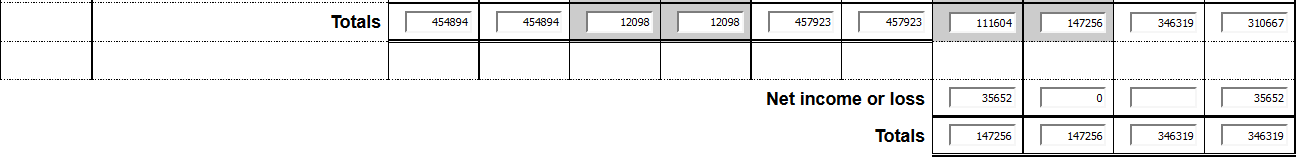 Totals 454894 454894 12098 12098 457923 457923 111604 147256 346319 310667
Net income or loss 35652 0 35652
Totals 147256 147256 346319 346319